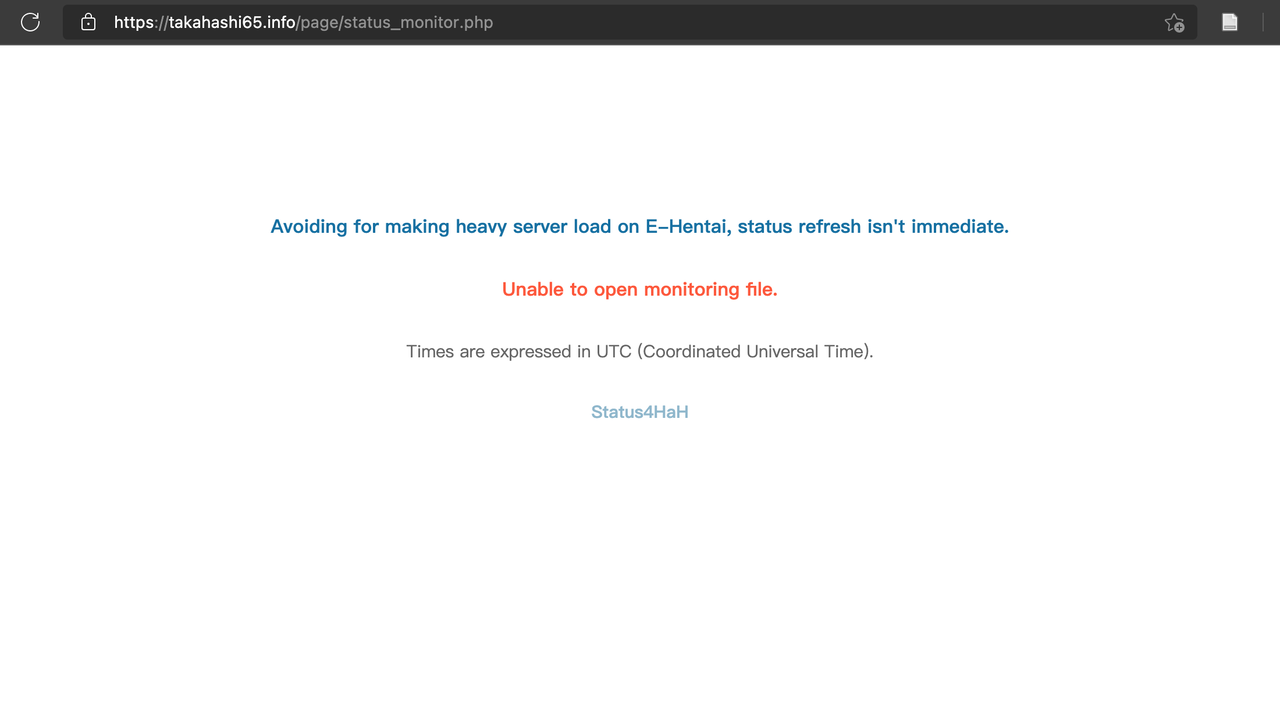 https://takahashi65.info/page/status_monitor.php
Avoiding for making heavy server load on E-Hentai, status refresh isn't immediate.
Unable to open monitoring file.
Times are expressed in UTC (Coordinated Universal Time).
Status4HaH